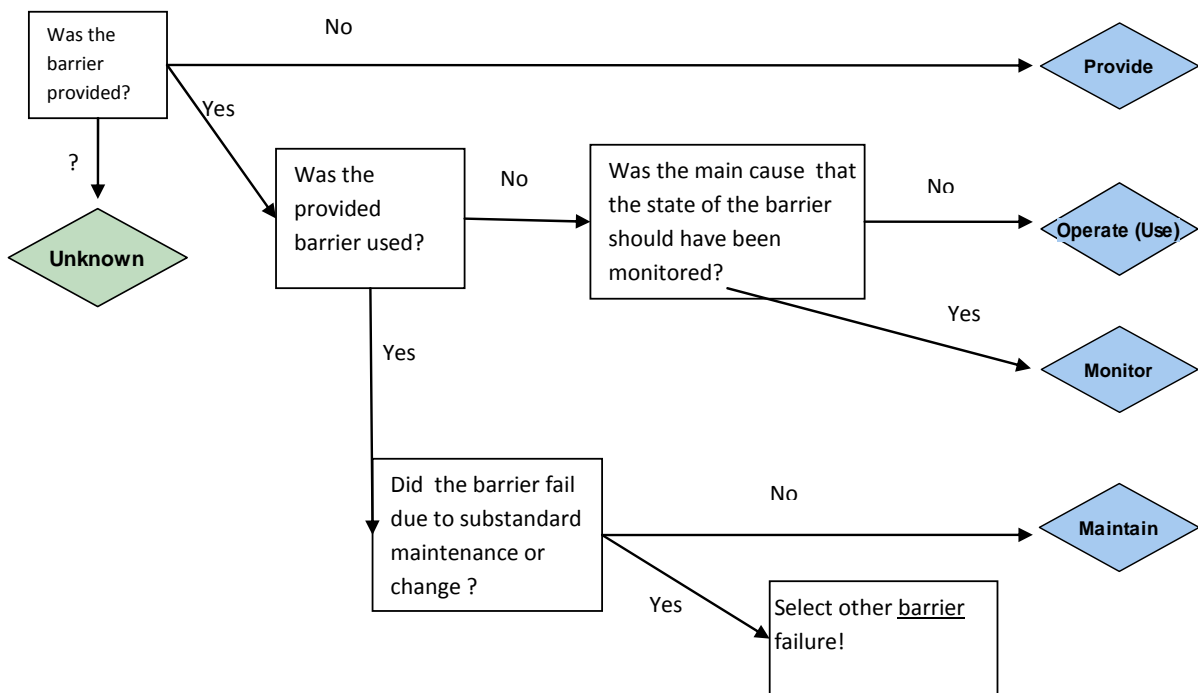 Was the
barrier
provided?
No
Provide
Yes
?
Unknown
Was the
provided
barrier used?
No
Was the main cause that
the state of the barrier
should have been
monitored?
No
Operate (Use)
Yes
Monitor
Yes
Did the barrier fail
due to substandard
maintenance or
change ?
No
Maintain
Yes
Select other barrier
failure!